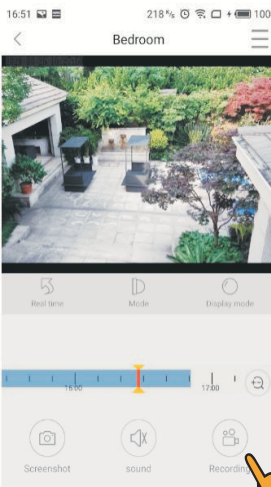 16:51 218 ᴷ/s 100
Bedroom
Real time Mode Display mode
16:00 17:00
Screenshot sound Recording